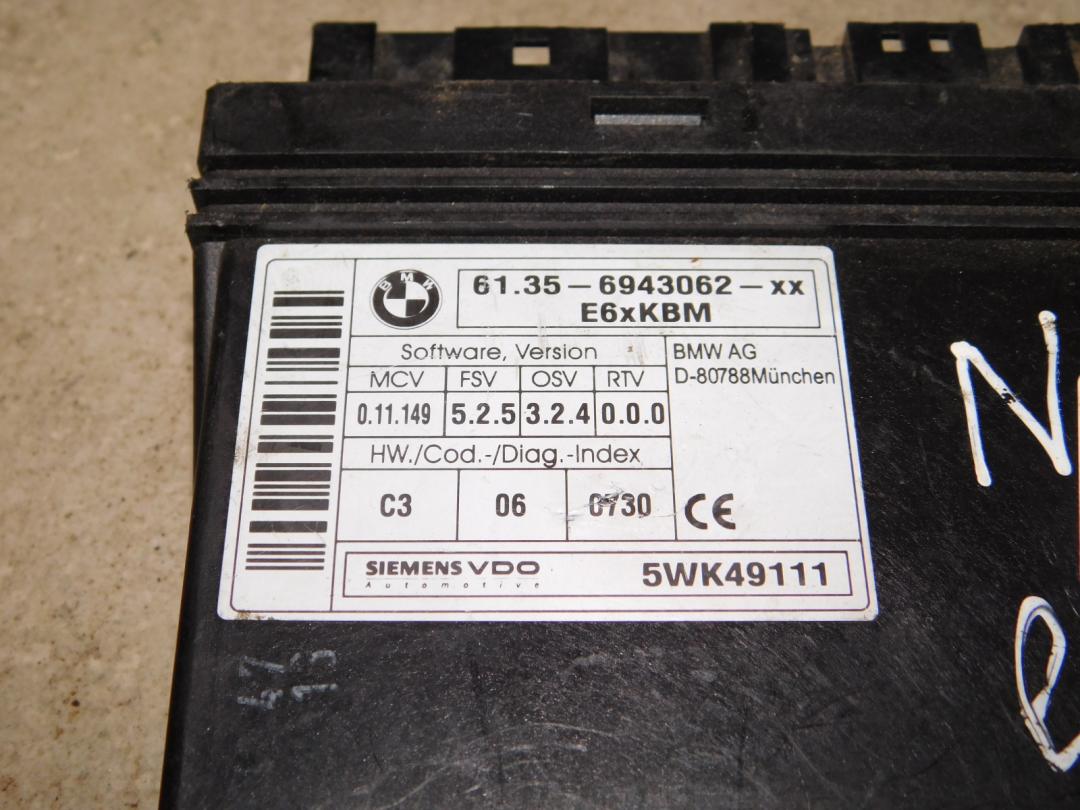 BMW
61.35 – 6943062 – xx
E6xKBM
Software, Version
BMW AG
D-80788München
MCV FSV OSV RTV
0.11.149 5.2.5 3.2.4 0.0.0
HW./Cod.-/Diag.-Index
C3 06 0730
CE
SIEMENS VDO
Automotive
5WK49111
N